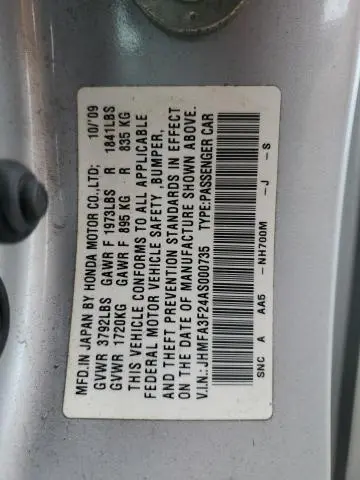 MFD.IN JAPAN BY HONDA MOTOR CO.,LTD; 10/'09
GVWR 3792LBS GAWR F 1973LBS R 1841LBS
GVWR 1720KG GAWR F 895 KG R 835 KG
THIS VEHICLE CONFORMS TO ALL APPLICABLE
FEDERAL MOTOR VEHICLE SAFETY ,BUMPER,
AND THEFT PREVENTION STANDARDS IN EFFECT
ON THE DATE OF MANUFACTURE SHOWN ABOVE.
V.I.N.:JHMFA3F24AS000735 TYPE:PASSENGER CAR
SNC A AA5 -NH700M -J -S